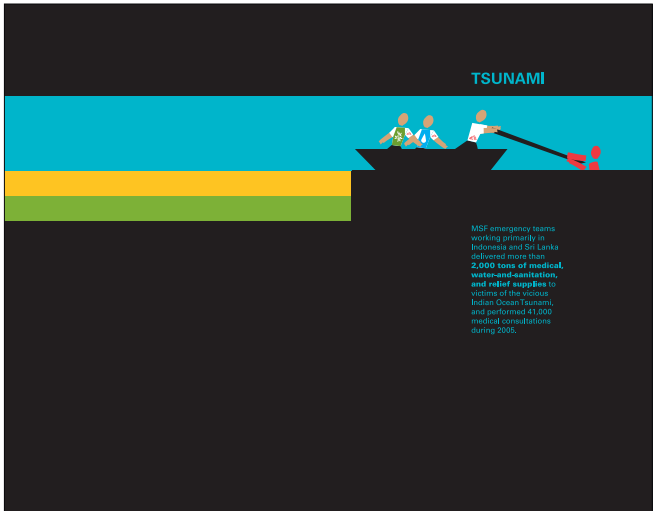 TSUNAMI
MSF emergency teams
working primarily in
Indonesia and Sri Lanka
delivered more than
2,000 tons of medical,
water-and-sanitation,
and relief supplies to
victims of the vicious
Indian Ocean Tsunami,
and performed 41,000
medical consultations
during 2005.